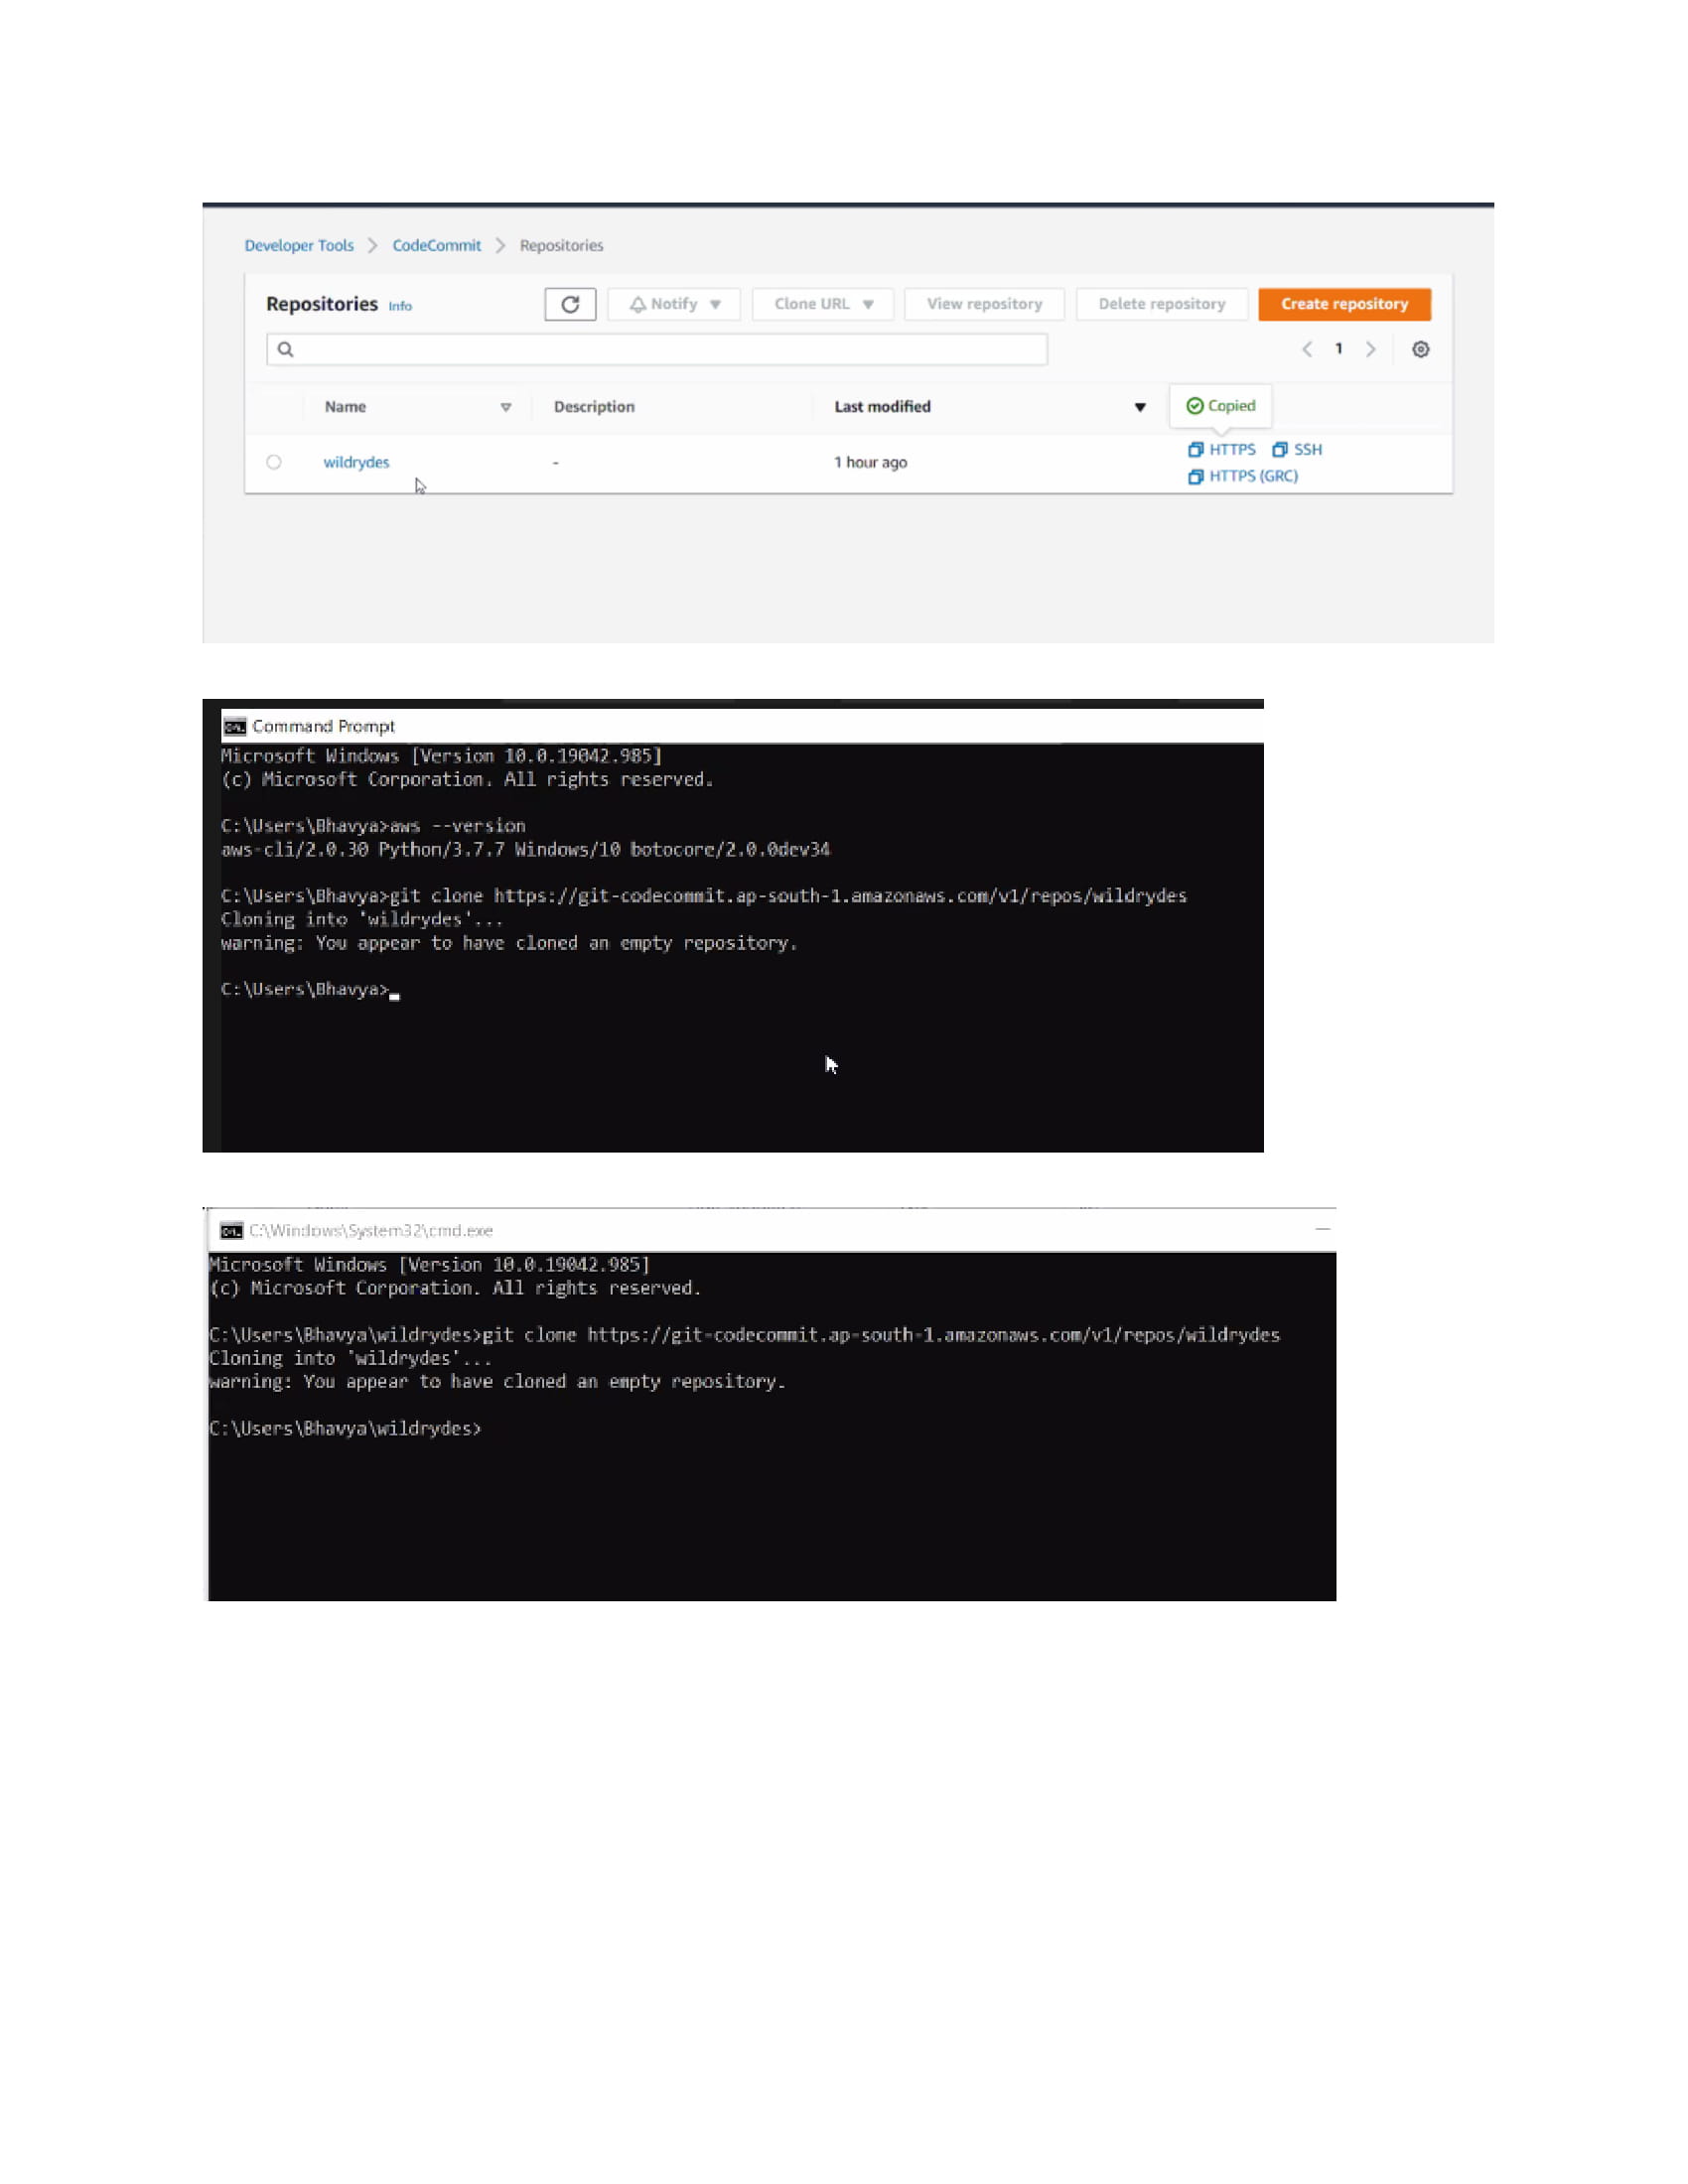 Developer Tools > CodeCommit > Repositories
Repositories Info Notify ▼ Clone URL ▼ View repository Delete repository Create repository
< 1 >
Name Description Last modified Copied
wildrydes - 1 hour ago HTTPS SSH
HTTPS (GRC)
Command Prompt
Microsoft Windows [Version 10.0.19042.985]
(c) Microsoft Corporation. All rights reserved.
C:\Users\Bhavya>aws --version
aws-cli/2.0.30 Python/3.7.7 Windows/10 botocore/2.0.0dev34
C:\Users\Bhavya>git clone https://git-codecommit.ap-south-1.amazonaws.com/v1/repos/wildrydes
Cloning into 'wildrydes'...
warning: You appear to have cloned an empty repository.
C:\Users\Bhavya>
C:\Windows\System32\cmd.exe
Microsoft Windows [Version 10.0.19042.985]
(c) Microsoft Corporation. All rights reserved.
C:\Users\Bhavya\wildrydes>git clone https://git-codecommit.ap-south-1.amazonaws.com/v1/repos/wildrydes
Cloning into 'wildrydes'...
warning: You appear to have cloned an empty repository.
C:\Users\Bhavya\wildrydes>